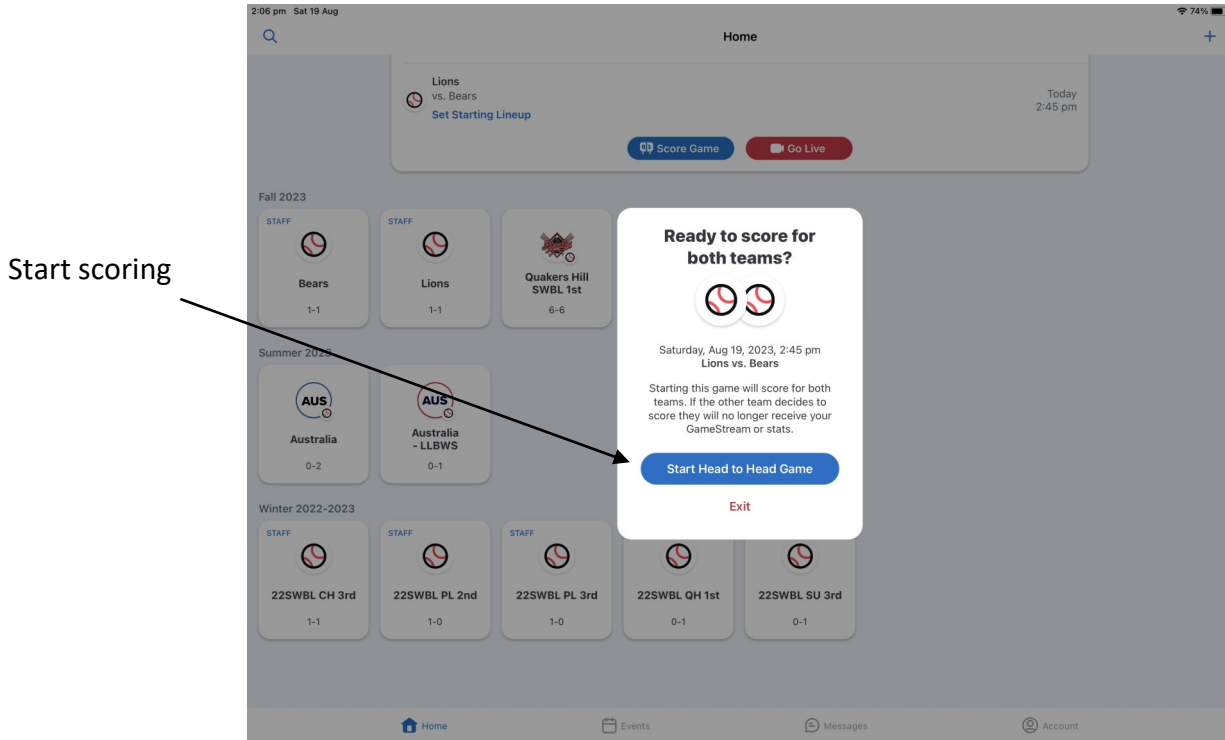 2:06 pm Sat 19 Aug
74%
Home
Lions
vs. Bears
Set Starting Lineup
Today
2:45 pm
Score Game
Go Live
Fall 2023
STAFF
Bears
1-1
STAFF
Lions
1-1
Quakers Hill
SWBL 1st
6-6
Start scoring
Ready to score for
both teams?
Saturday, Aug 19, 2023, 2:45 pm
Lions vs. Bears
Starting this game will score for both
teams. If the other team decides to
score they will no longer receive your
GameStream or stats.
Start Head to Head Game
Exit
Summer 2023
AUS
Australia
0-2
AUS
Australia
- LLBWS
0-1
Winter 2022-2023
STAFF
22SWBL CH 3rd
1-1
STAFF
22SWBL PL 2nd
1-0
STAFF
22SWBL PL 3rd
1-0
22SWBL QH 1st
0-1
22SWBL SU 3rd
0-1
Home
Events
Messages
Account